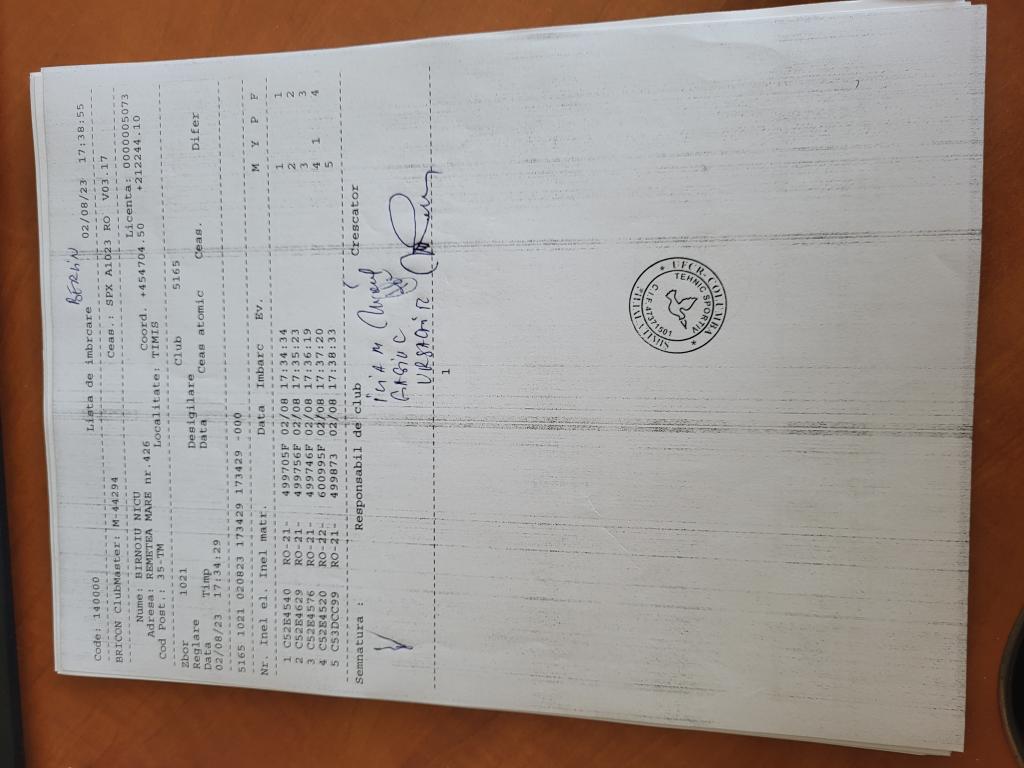 BERLIN
Code: 140000 Lista de imbrcare 02/08/23 17:38:55
BRICON ClubMaster: M-44294 Ceas.: SPX A1023 RO V03.17
Nume: BIRNOIU NICU Licenta: 0000005073
Adresa: REMETEA MARE nr.426 Coord. +454704.50 +212244.10
Cod Post.: 35-TM Localitate: TIMIS
Zbor 1021 Club 5165
Reglare Desigilare
Data Timp Data Ceas atomic Ceas. Difer
02/08/23 17:34:29
5165 1021 020823 173429 173429 -000
Nr. Inel el. Inel matr. Data Imbarc Ev. M Y P F
1 C52E4540 RO-21- 499705F 02/08 17:34:34 1 1
2 C52E4629 RO-21- 499756F 02/08 17:35:23 2 2
3 C52E4576 RO-21- 499746F 02/08 17:36:19 3 3
4 C52E4520 RO-22- 600995F 02/08 17:37:20 4 1 4
5 C53DCC99 RO-21- 499873 02/08 17:38:33 5
Semnatura : Responsabil de club Crescator
1
UFCR-COLUMBA
TEHNIC SPORTIV
C.I.F.47271501